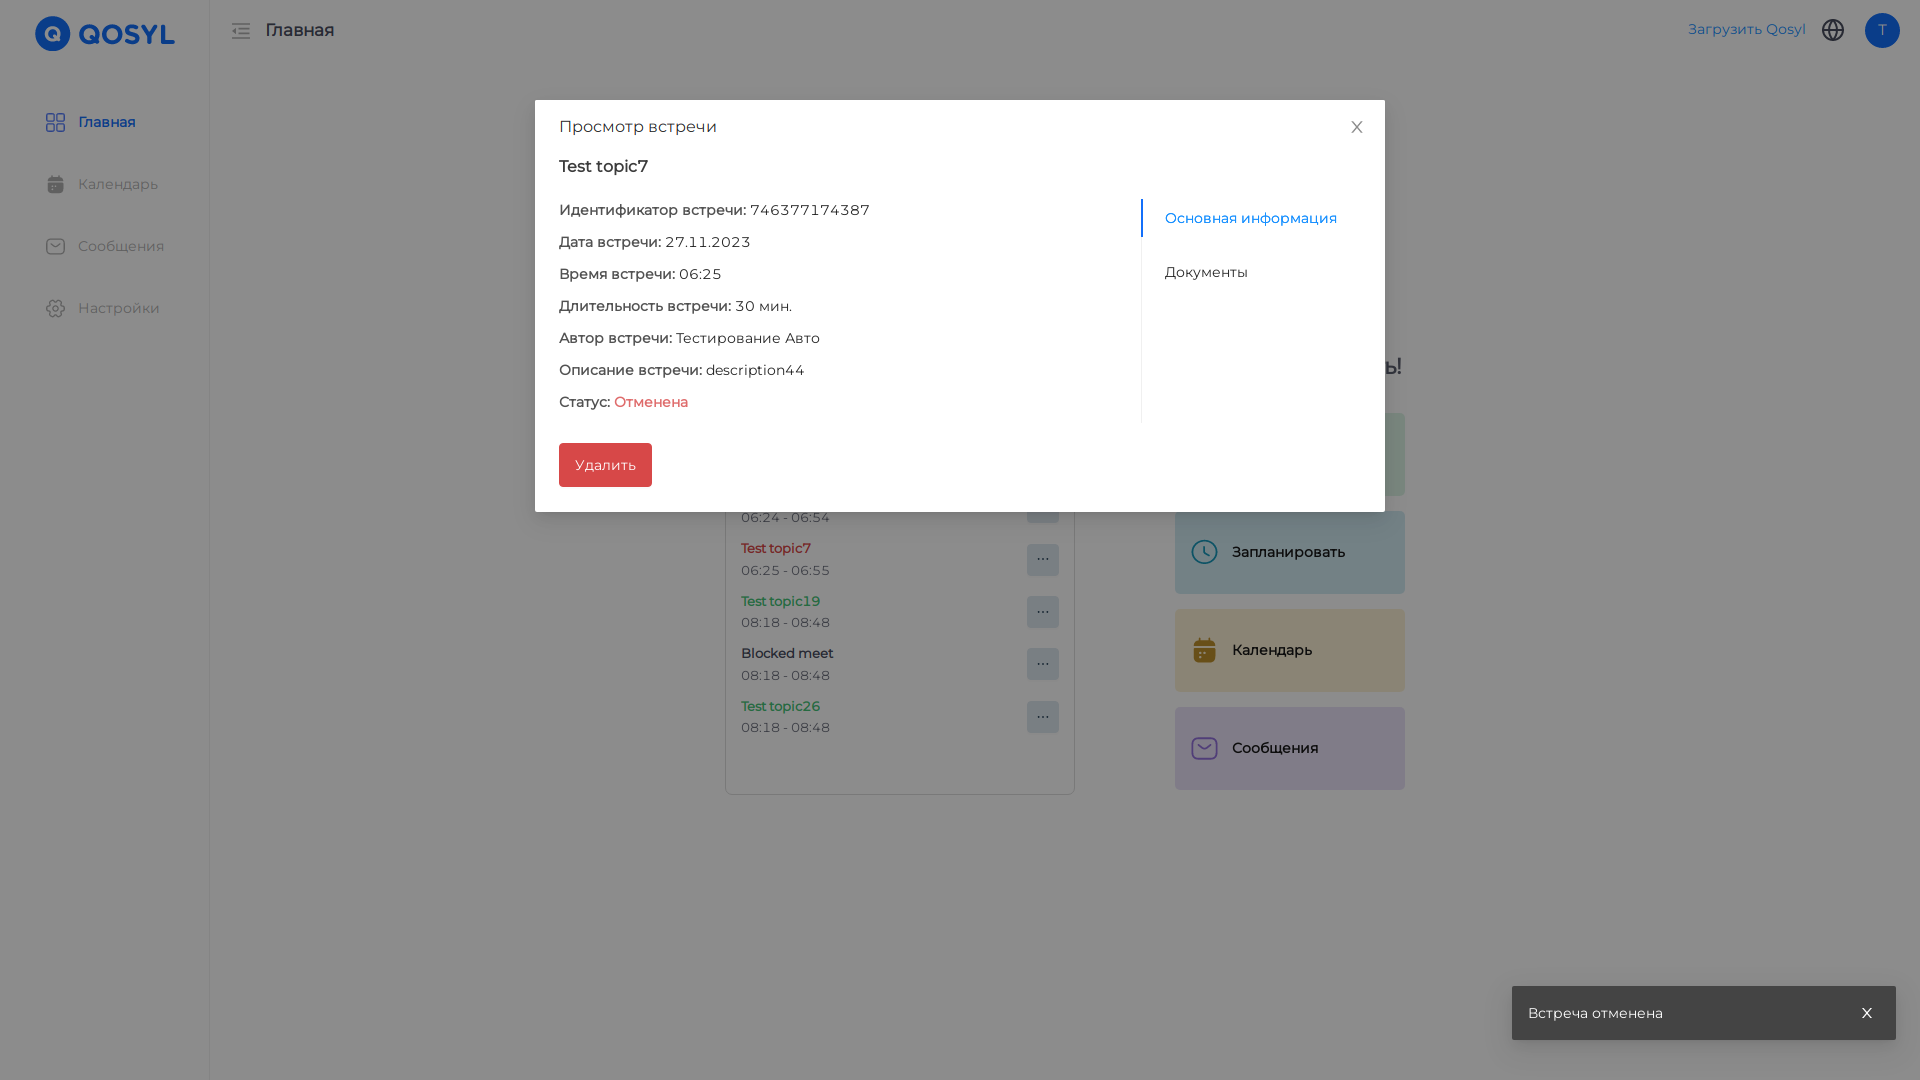 QOSYL
Главная
Загрузить Qosyl
T
Главная
Календарь
Сообщения
Настройки
Просмотр встречи
X
Test topic7
Идентификатор встречи: 746377174387
Дата встречи: 27.11.2023
Время встречи: 06:25
Длительность встречи: 30 мин.
Автор встречи: Тестирование Авто
Описание встречи: description44
Статус: Отменена
Основная информация
Документы
Удалить
ь!
06:24 - 06:54
Test topic7
06:25 - 06:55
...
Test topic19
08:18 - 08:48
...
Blocked meet
08:18 - 08:48
...
Test topic26
08:18 - 08:48
...
Запланировать
Календарь
Сообщения
Встреча отменена
X